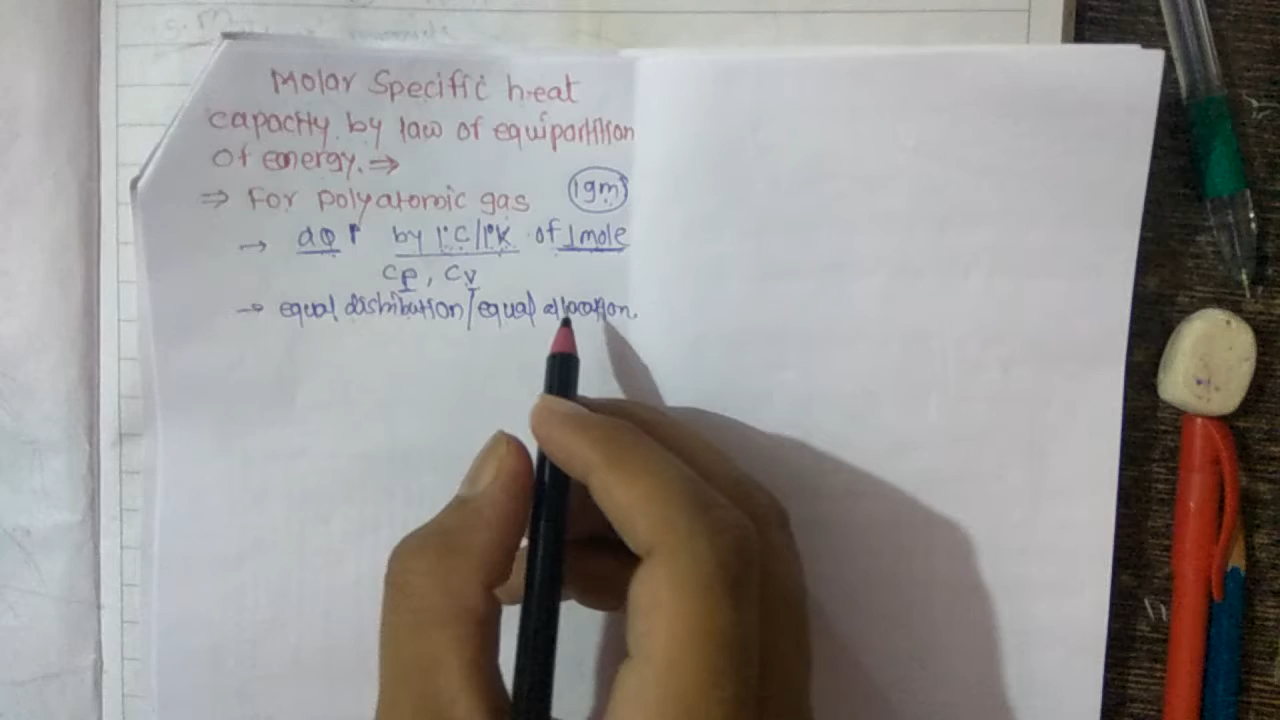 Molar Specific heat
capacity by law of equipartition
of energy. ⇒
⇒ For polyatomic gas (1gm)
→ dQ↑ by 1°C/1°K of 1 mole
Cp, Cv
→ equal distribution/equal allocation.